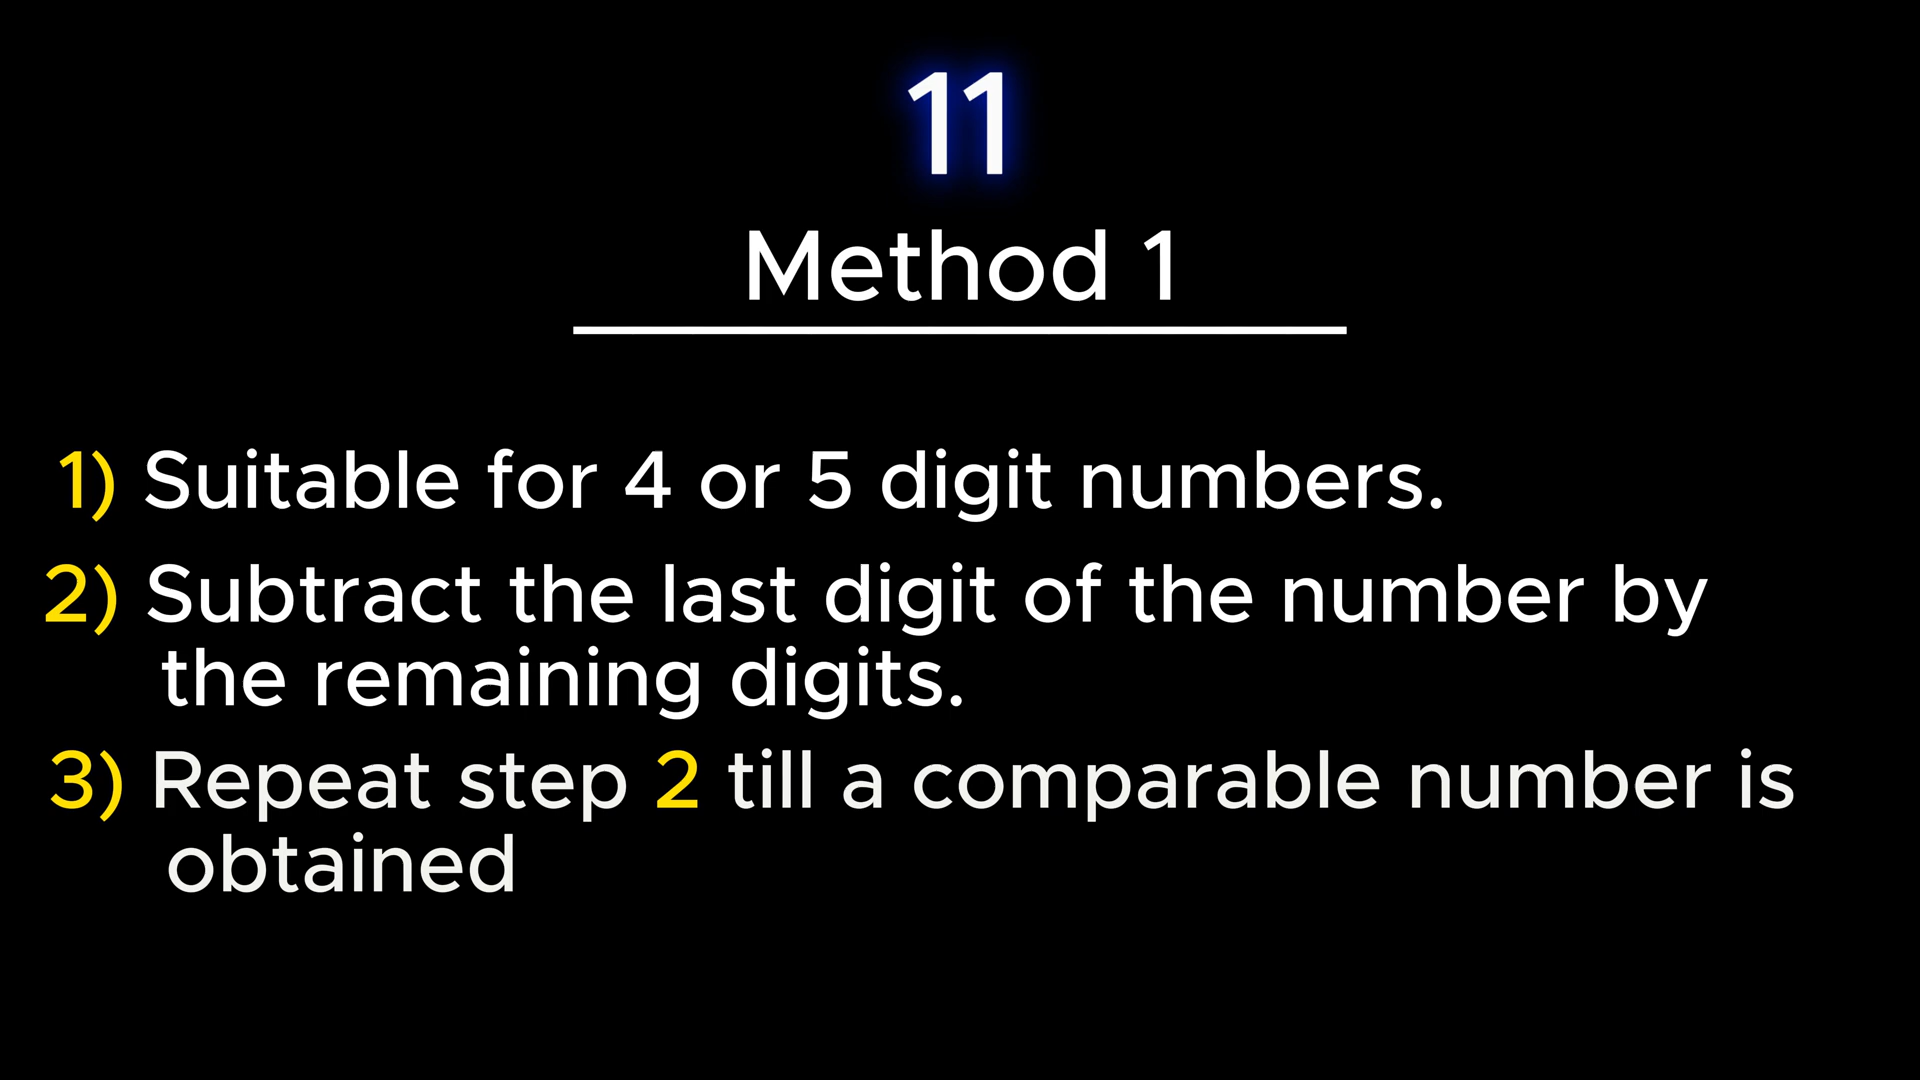 11
Method 1
1) Suitable for 4 or 5 digit numbers.
2) Subtract the last digit of the number by
the remaining digits.
3) Repeat step 2 till a comparable number is
obtained